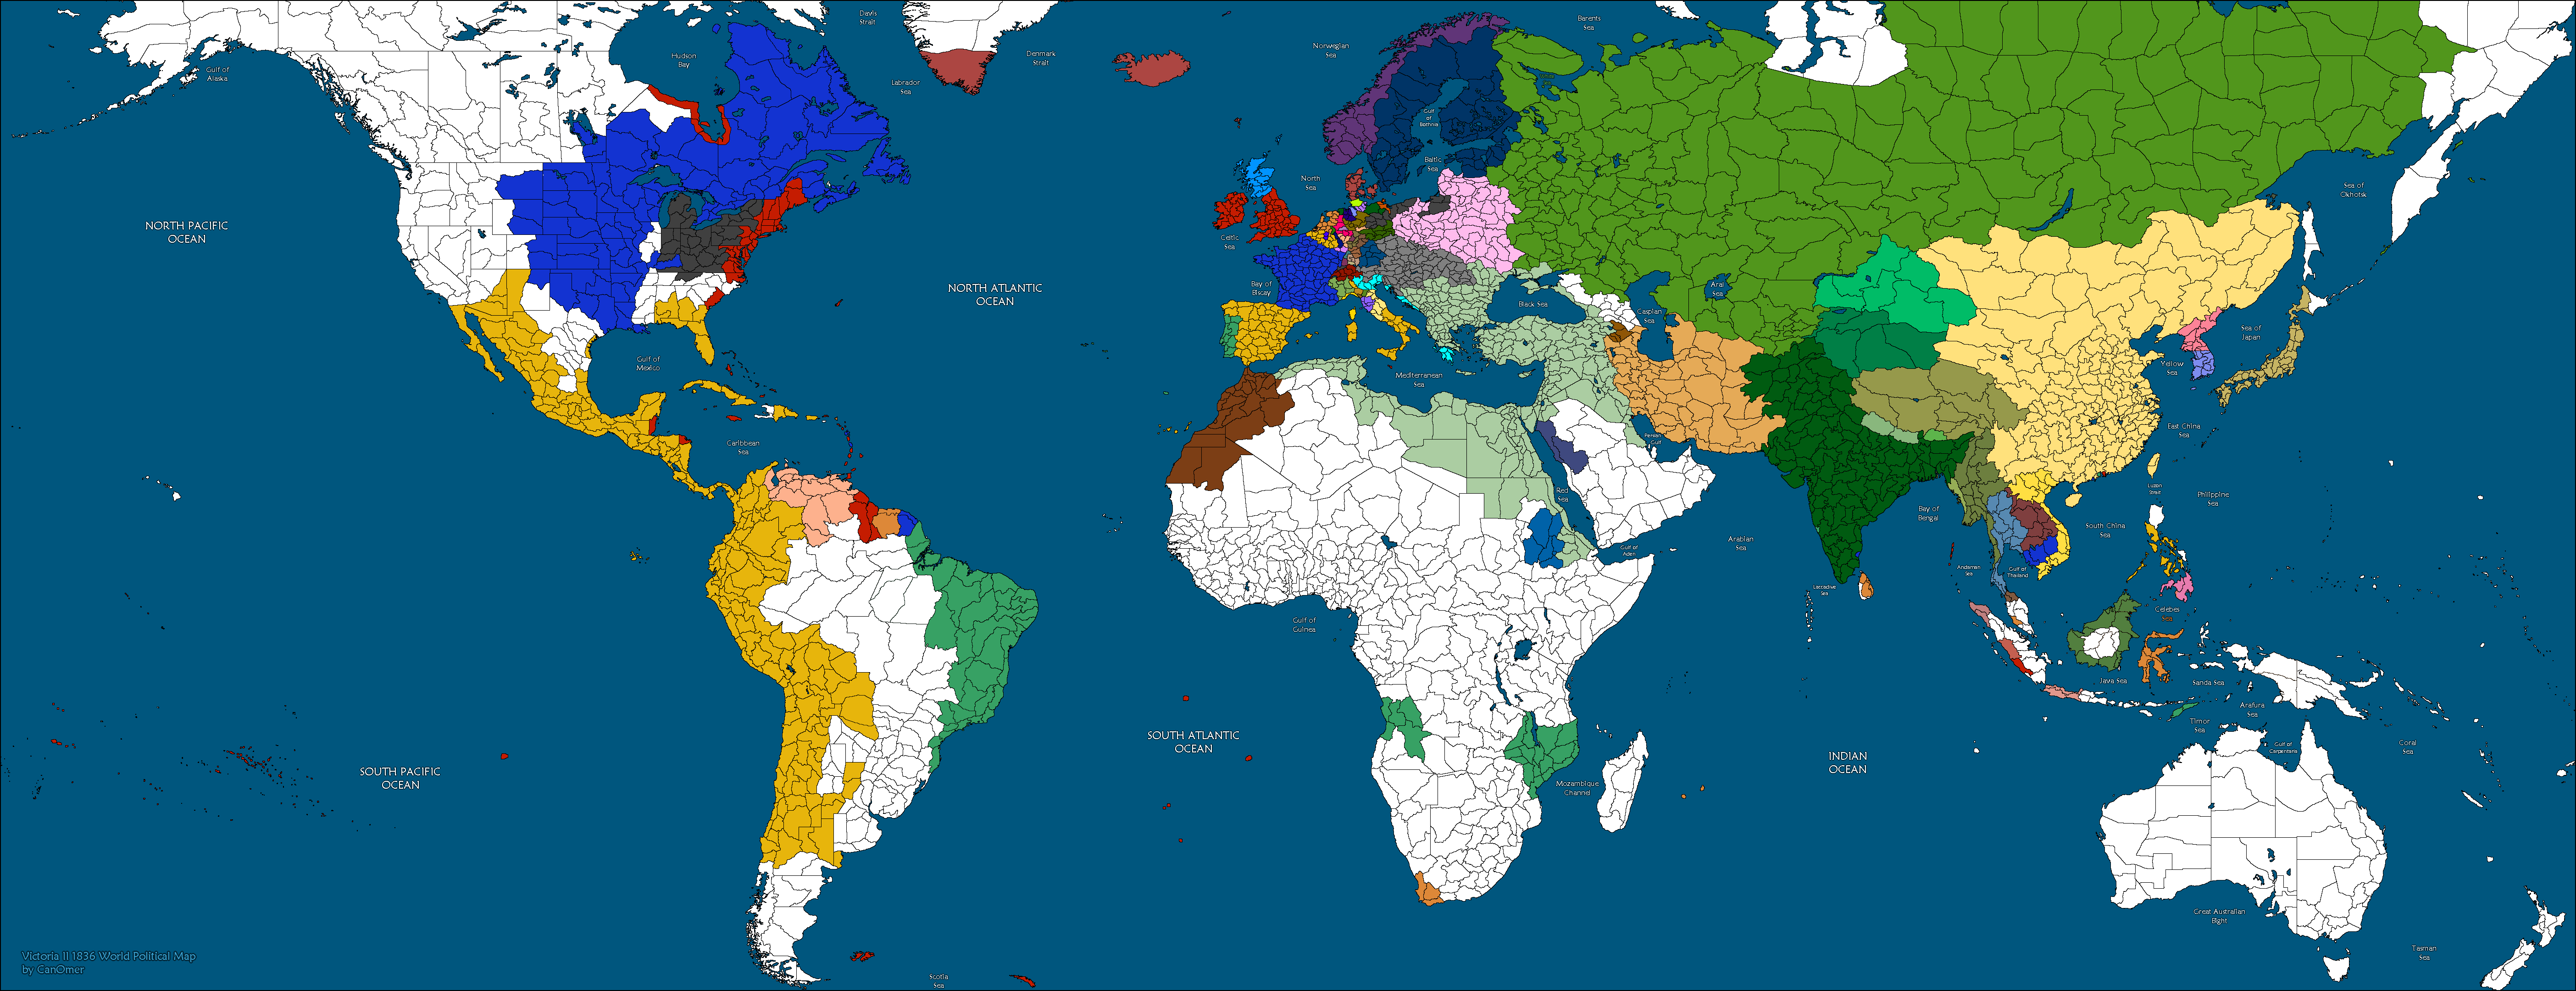 Davis
Strait
Barents
Sea
Norwegian
Sea
Denmark
Strait
Hudson
Bay
Gulf of
Alaska
Labrador
Sea
Gulf
of
Bothnia
Baltic
Sea
North
Sea
Sea of
Okhotsk
NORTH PACIFIC
OCEAN
Celtic
Sea
NORTH ATLANTIC
OCEAN
Bay of
Biscay
Black Sea
Aral
Sea
Caspian
Sea
Sea of
Japan
Yellow
Sea
Gulf of
Mexico
Mediterranean
Sea
East China
Sea
Caribbean
Sea
Persian
Gulf
Red
Sea
Luzon
Strait
Philippine
Sea
Bay of
Bengal
South China
Sea
Arabian
Sea
Gulf of
Aden
Andaman
Sea
Gulf of
Thailand
Laccadive
Sea
Celebes
Sea
Gulf of
Guinea
Java Sea
Banda Sea
Arafura
Sea
Timor
Sea
Gulf of
Carpentaria
Coral
Sea
SOUTH ATLANTIC
OCEAN
INDIAN
OCEAN
SOUTH PACIFIC
OCEAN
Mozambique
Channel
Great Australian
Bight
Tasman
Sea
Victoria II 1836 World Political Map
by CanOmer
Scotia
Sea